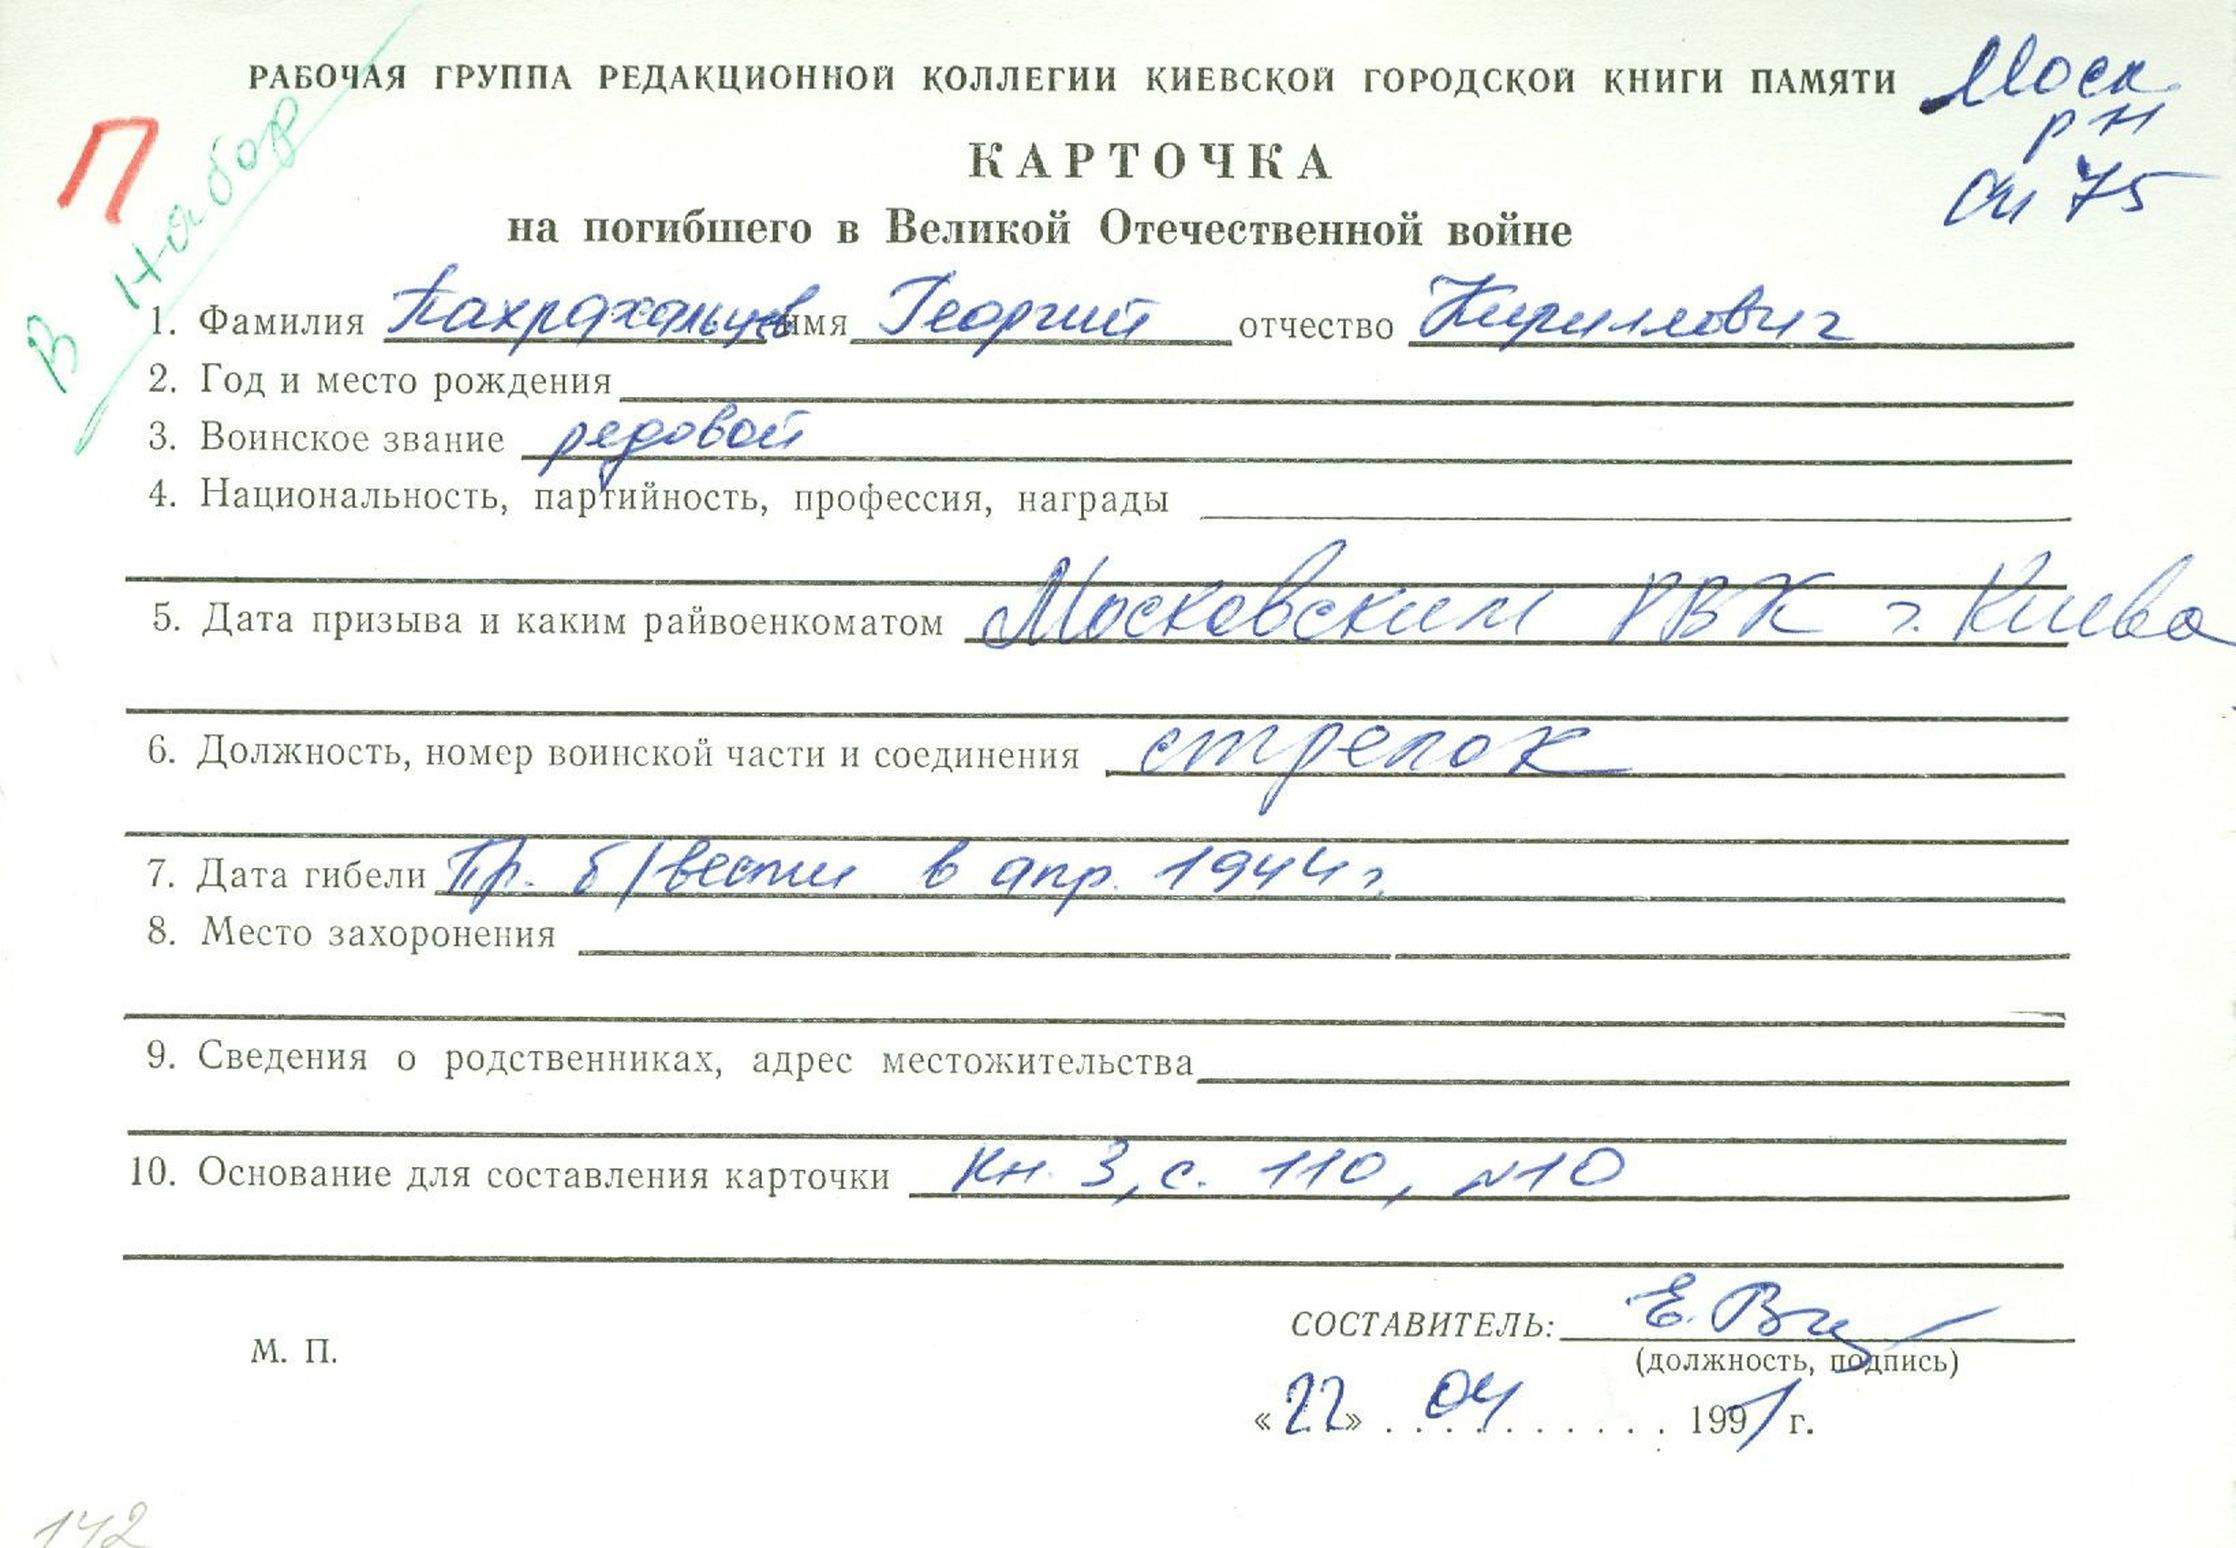 РАБОЧАЯ ГРУППА РЕДАКЦИОННОЙ КОЛЛЕГИИ КИЕВСКОЙ ГОРОДСКОЙ КНИГИ ПАМЯТИ
Моск
рн
оп 75
П
В набор
КАРТОЧКА
на погибшего в Великой Отечественной войне
1. Фамилия Пахрахальцев имя Георгий отчество Кириллович
2. Год и место рождения
3. Воинское звание редовой
4. Национальность, партийность, профессия, награды
5. Дата призыва и каким райвоенкоматом Московским РВК г. Киева
6. Должность, номер воинской части и соединения стрелок
7. Дата гибели Пр. б/вести в апр. 1944 г.
8. Место захоронения
9. Сведения о родственниках, адрес местожительства
10. Основание для составления карточки Кн. 3, с. 110, №10
СОСТАВИТЕЛЬ: Е.
М. П.
(должность, подпись)
«22» 04 1991 г.
142